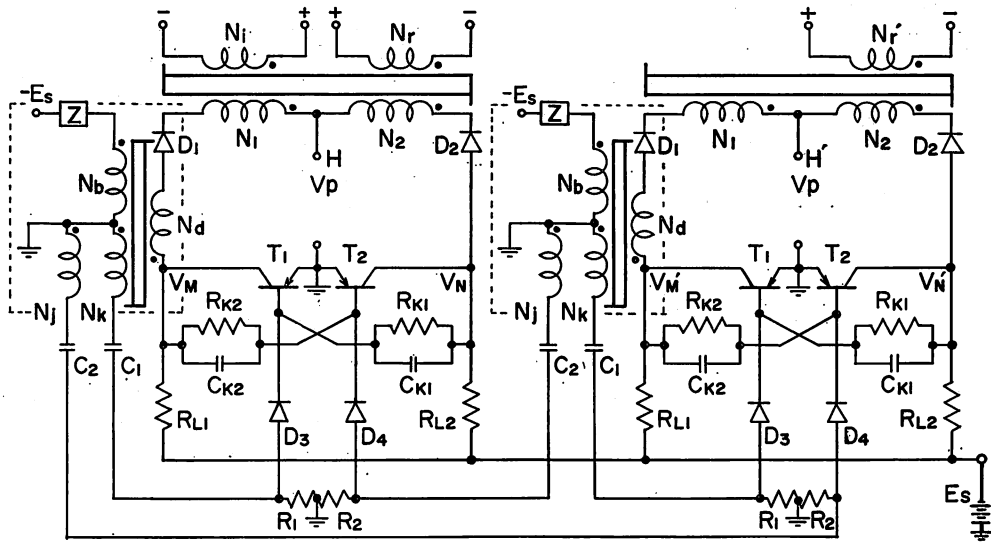 − + + − + −
Ni Nr Nr′
-Es Z N1 N2 D1 D2 -Es Z N1 N2 D1 D2
H Vp H′ Vp
Nb Nd Nb Nd
T1 T2 T1 T2
VM VN VM′ VN′
RK2 RK1 RK2 RK1
Nj Nk Nj Nk
C2 C1 CK2 CK1 C2 C1 CK2 CK1
RL1 RL2 RL1 RL2
D3 D4 D3 D4
Es
R1 R2 R1 R2